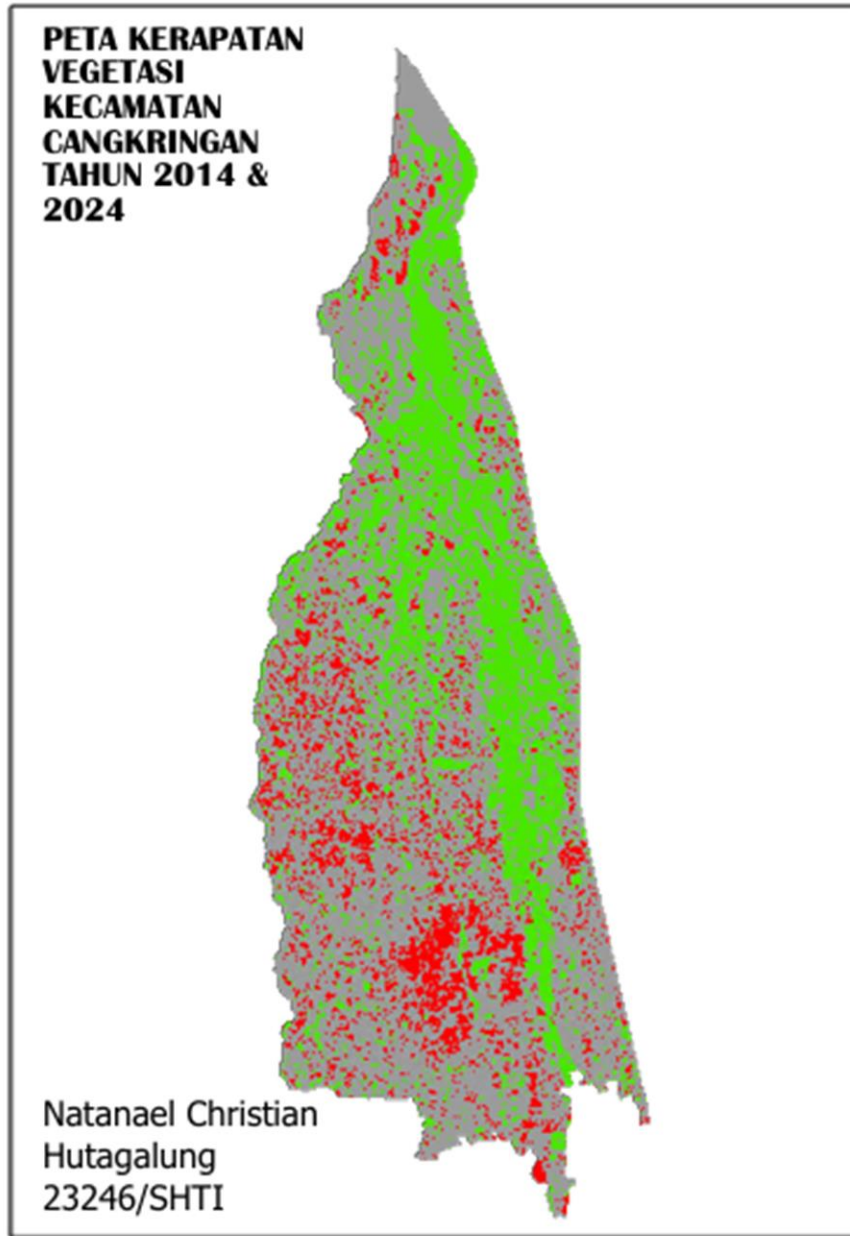 PETA KERAPATAN
VEGETASI
KECAMATAN
CANGKRINGAN
TAHUN 2014 &
2024
Natanael Christian
Hutagalung
23246/SHTI